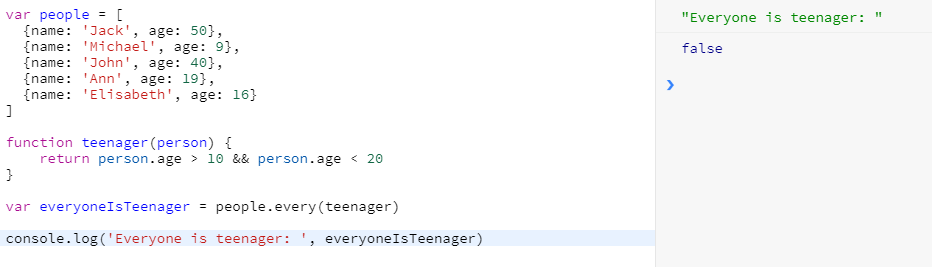 var people = [
  {name: 'Jack', age: 50},
  {name: 'Michael', age: 9},
  {name: 'John', age: 40},
  {name: 'Ann', age: 19},
  {name: 'Elisabeth', age: 16}
]
function teenager(person) {
    return person.age > 10 && person.age < 20
}
var everyoneIsTeenager = people.every(teenager)
console.log('Everyone is teenager: ', everyoneIsTeenager)
"Everyone is teenager: "
false